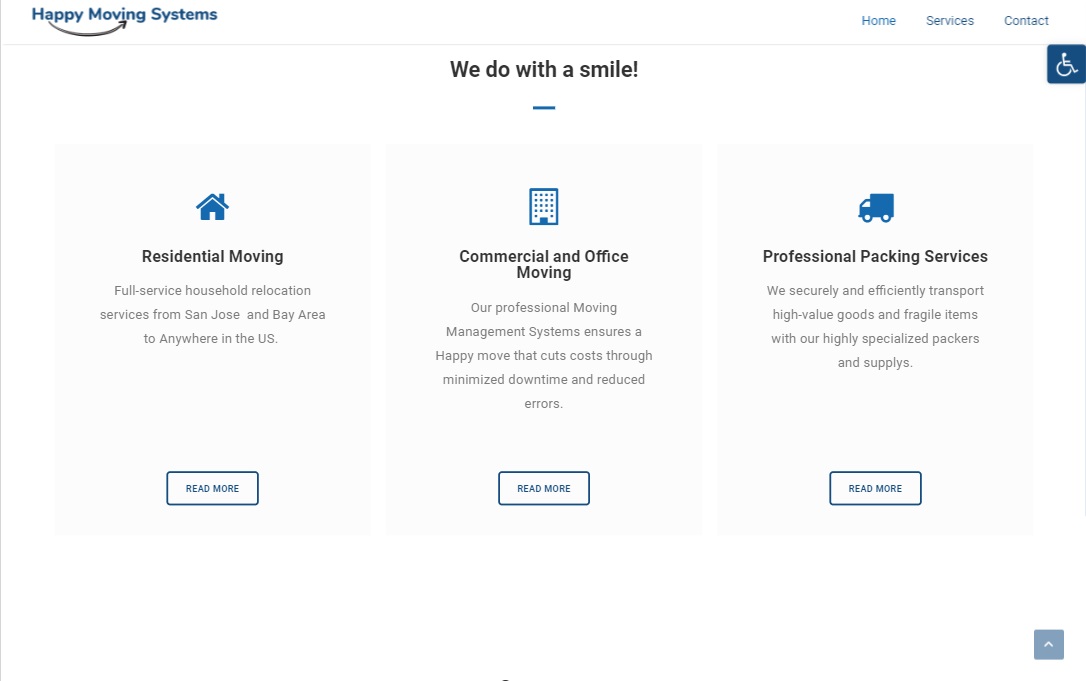 Happy Moving Systems
Home Services Contact
We do with a smile!
Residential Moving
Full-service household relocation
services from San Jose  and Bay Area
to Anywhere in the US.
READ MORE
Commercial and Office
Moving
Our professional Moving
Management Systems ensures a
Happy move that cuts costs through
minimized downtime and reduced
errors.
READ MORE
Professional Packing Services
We securely and efficiently transport
high-value goods and fragile items
with our highly specialized packers
and supplys.
READ MORE